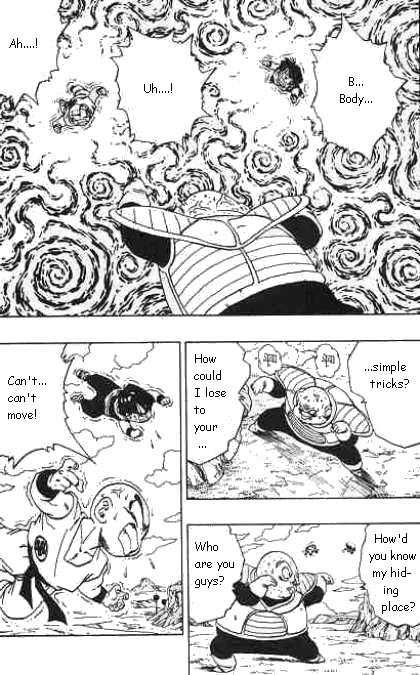 Ah....!
Uh....!
B...
Body...
Can't...
can't
move!
How
could
I lose
to
your
...
...simple
tricks?
Who
are you
guys?
How'd
you know
my hid-
ing
place?